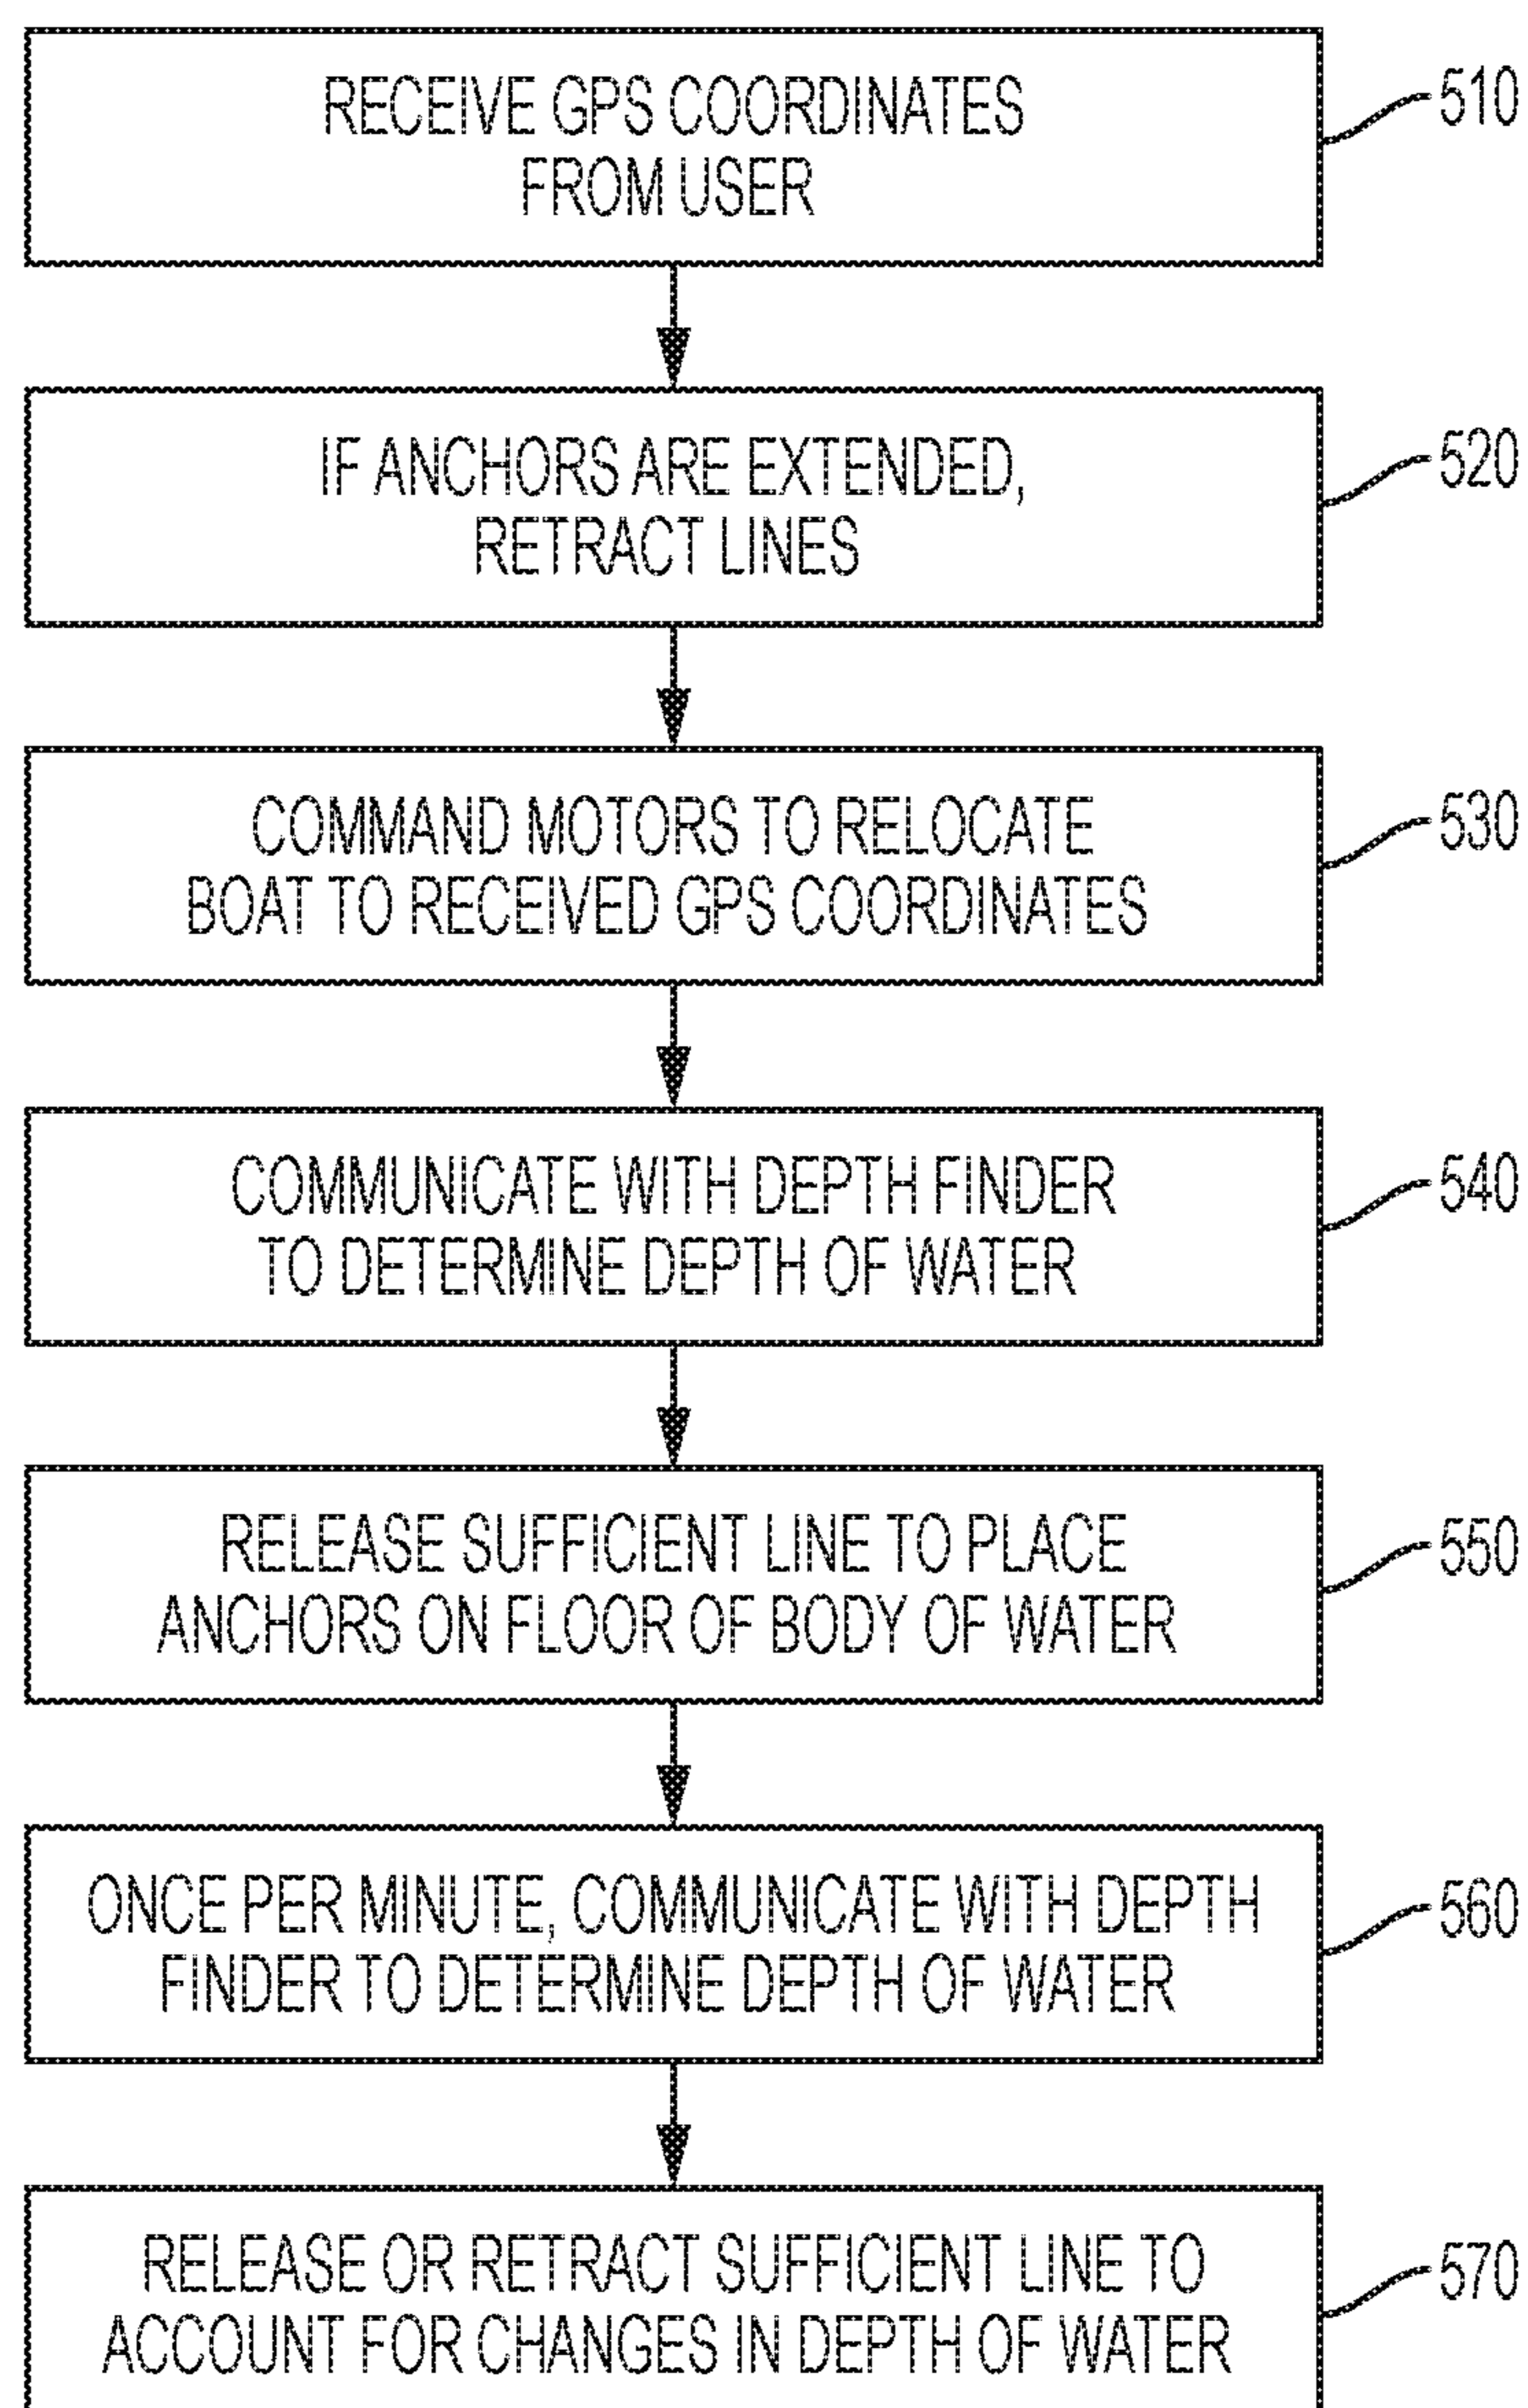 RECEIVE GPS COORDINATES
FROM USER
510
IF ANCHORS ARE EXTENDED,
RETRACT LINES
520
COMMAND MOTORS TO RELOCATE
BOAT TO RECEIVED GPS COORDINATES
530
COMMUNICATE WITH DEPTH FINDER
TO DETERMINE DEPTH OF WATER
540
RELEASE SUFFICIENT LINE TO PLACE
ANCHORS ON FLOOR OF BODY OF WATER
550
ONCE PER MINUTE, COMMUNICATE WITH DEPTH
FINDER TO DETERMINE DEPTH OF WATER
560
RELEASE OR RETRACT SUFFICIENT LINE TO
ACCOUNT FOR CHANGES IN DEPTH OF WATER
570